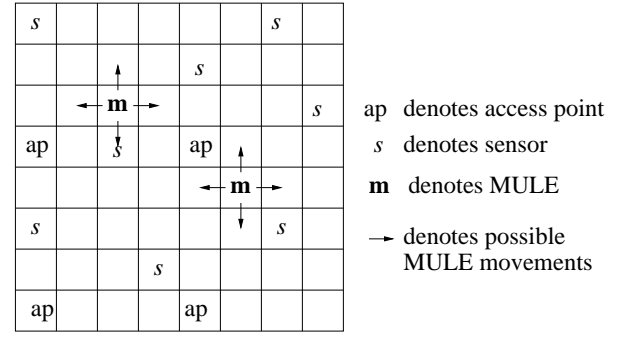 s s
s
m s
ap s ap
m
s s
s
ap ap
ap denotes access point
s denotes sensor
m denotes MULE
→ denotes possible
MULE movements